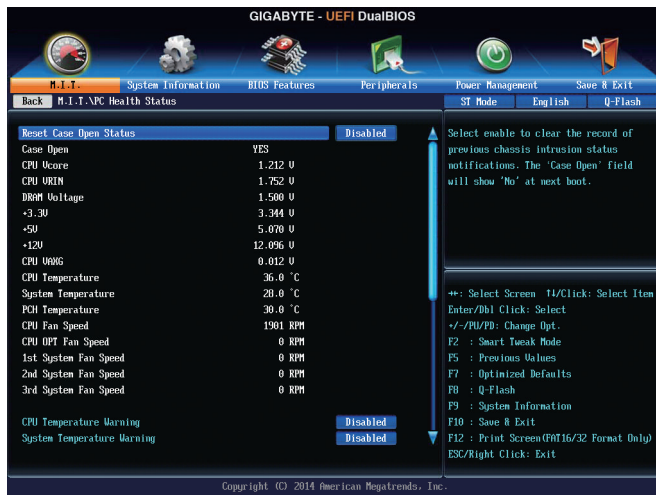 GIGABYTE - UEFI DualBIOS
M.I.T. System Information BIOS Features Peripherals Power Management Save & Exit
Back M.I.T.\PC Health Status ST Mode English Q-Flash
Reset Case Open Status Disabled
Case Open YES
CPU Vcore 1.212 V
CPU VRIN 1.752 V
DRAM Voltage 1.500 V
+3.3V 3.344 V
+5V 5.070 V
+12V 12.096 V
CPU VAXG 0.012 V
CPU Temperature 36.0 °C
System Temperature 28.0 °C
PCH Temperature 30.0 °C
CPU Fan Speed 1901 RPM
CPU OPT Fan Speed 0 RPM
1st System Fan Speed 0 RPM
2nd System Fan Speed 0 RPM
3rd System Fan Speed 0 RPM
CPU Temperature Warning Disabled
System Temperature Warning Disabled
Select enable to clear the record of
previous chassis intrusion status
notifications. The 'Case Open' field
will show 'No' at next boot.
↔: Select Screen ↑↓/Click: Select Item
Enter/Dbl Click: Select
+/-/PU/PD: Change Opt.
F2 : Smart Tweak Mode
F5 : Previous Values
F7 : Optimized Defaults
F8 : Q-Flash
F9 : System Information
F10 : Save & Exit
F12 : Print Screen(FAT16/32 Format Only)
ESC/Right Click: Exit
Copyright (C) 2014 American Megatrends, Inc.